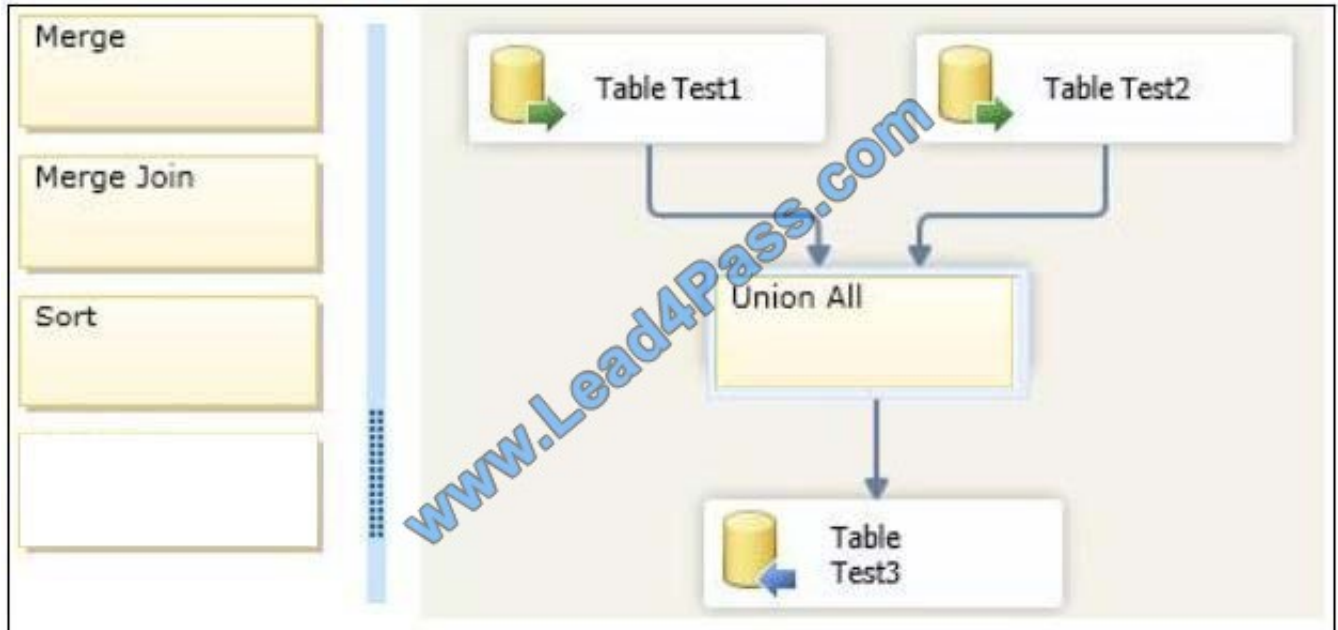 Merge
Merge Join
Sort
Table Test1
Table Test2
Union All
Table
Test3
www.Lead4Pass.com